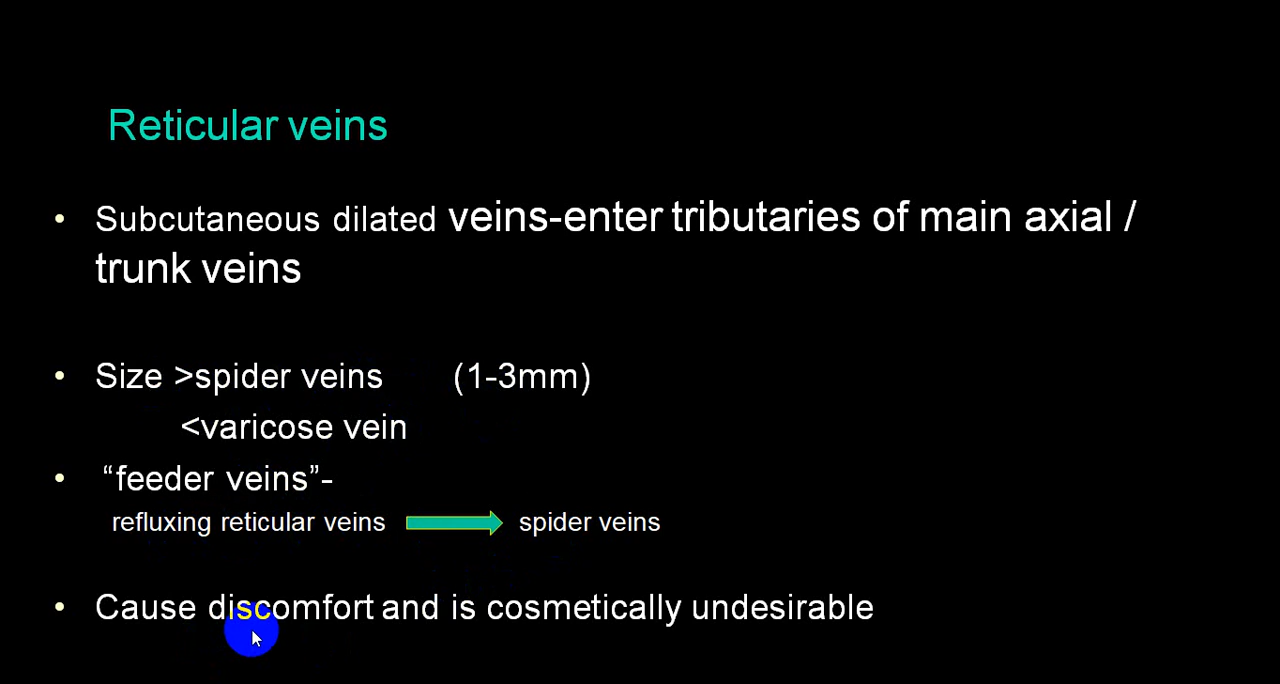 Reticular veins
• Subcutaneous dilated veins-enter tributaries of main axial /
trunk veins
• Size >spider veins (1-3mm)
<varicose vein
• “feeder veins”-
refluxing reticular veins spider veins
• Cause discomfort and is cosmetically undesirable